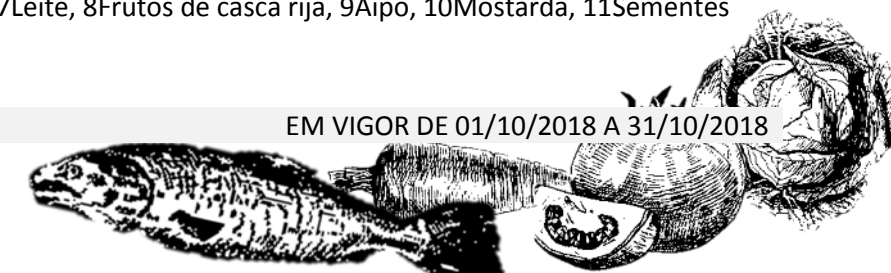 7Leite, 8Frutos de casca rija, 9Aipo, 10Mostarda, 11Sementes
EM VIGOR DE 01/10/2018 A 31/10/2018